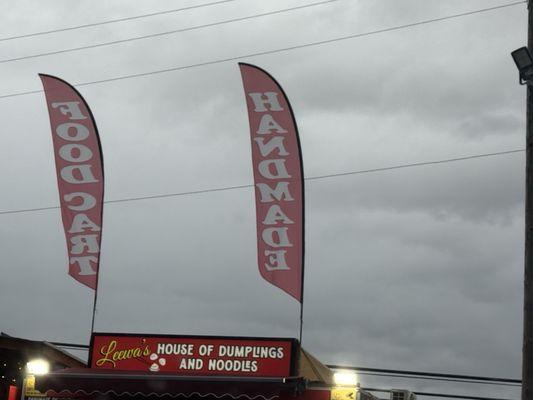 FOOD CART
HANDMADE
Leewa's HOUSE OF DUMPLINGS
AND NOODLES